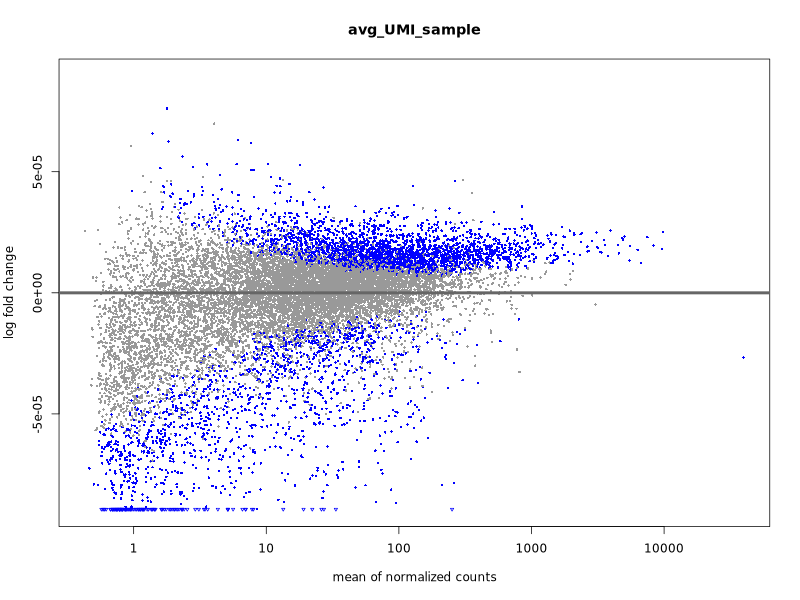 avg_UMI_sample
log fold change
5e-05
0e+00
-5e-05
1 10 100 1000 10000
mean of normalized counts